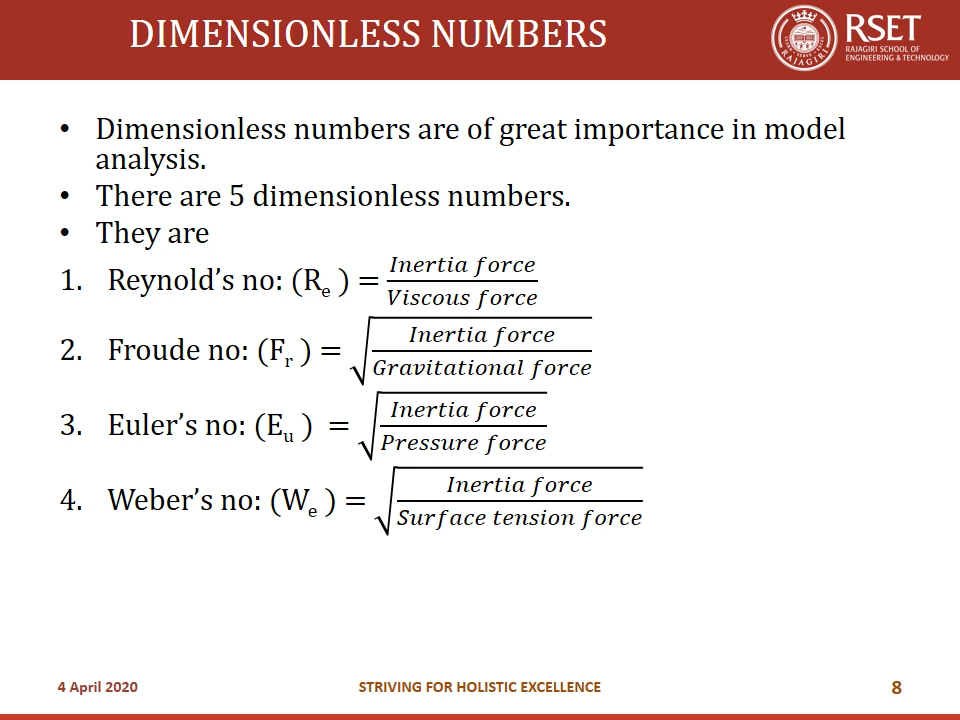 DIMENSIONLESS NUMBERS
RSET
RAJAGIRI SCHOOL OF
ENGINEERING & TECHNOLOGY
RAJAGIRI
• Dimensionless numbers are of great importance in model
analysis.
• There are 5 dimensionless numbers.
• They are
1. Reynold’s no: (Re ) = Inertia force / Viscous force
2. Froude no: (Fr ) = √(Inertia force / Gravitational force)
3. Euler’s no: (Eu ) = √(Inertia force / Pressure force)
4. Weber’s no: (We ) = √(Inertia force / Surface tension force)
4 April 2020
STRIVING FOR HOLISTIC EXCELLENCE
8